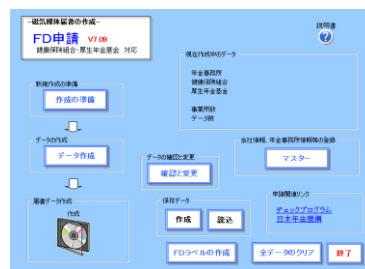 -磁気媒体届書の作成-
FD申請 V7.09
健康保険組合・厚生年金基金 対応
説明書
現在作成中のデータ
年金事務所
健康保険組合
厚生年金基金
事業所数
データ数
新規作成の準備
作成の準備
データの作成
データ作成
データの確認と変更
確認と変更
会社情報、年金事務所情報等の登録
マスター
届書データ作成
作成
保存データ
作成
読込
申請関連リンク
チェックプログラム
日本年金機構
FDラベルの作成
全データのクリア
終了